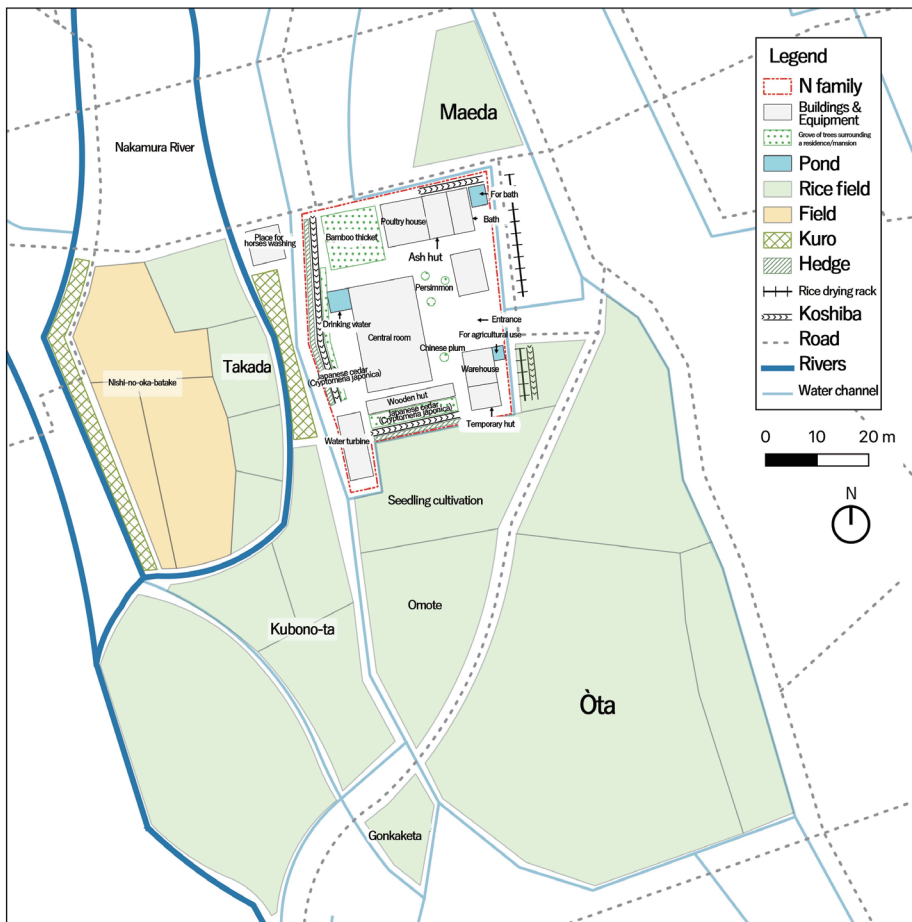 Maeda
Nakamura River
For bath
Poultry house
Bath
Place for
horses washing
Bamboo thicket
Ash hut
Persimmon
Entrance
Drinking water
For agricultural use
Central room
Chinese plum
Warehouse
Japanese cedar
(Cryptomeria japonica)
Wooden hut
Japanese cedar
(Cryptomeria japonica)
Temporary hut
Water turbine
Takada
Nishi-no-oka-batake
Seedling cultivation
Omote
Kubono-ta
Òta
Gonkaketa
Legend
N family
Buildings &
Equipment
Grove of trees surrounding
a residence/mansion
Pond
Rice field
Field
Kuro
Hedge
Rice drying rack
Koshiba
Road
Rivers
Water channel
0 10 20 m
N